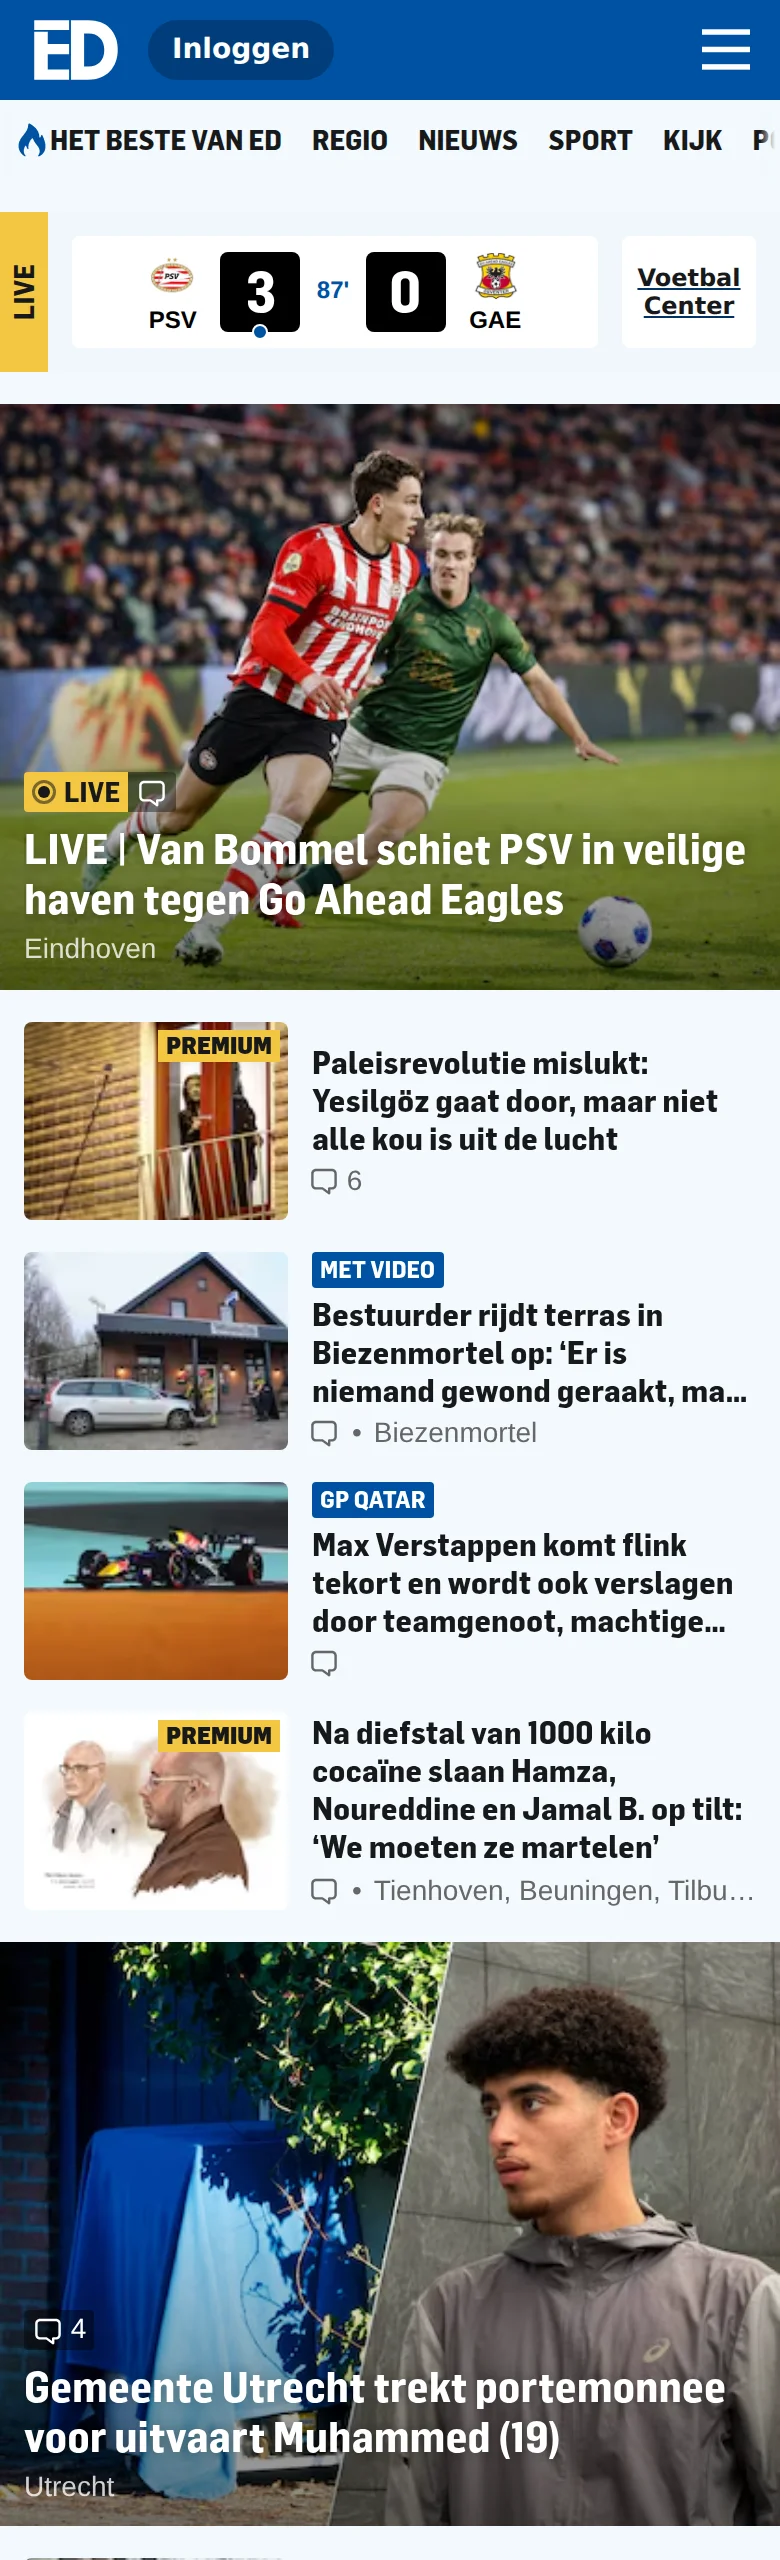 ED
Inloggen
HET BESTE VAN ED REGIO NIEUWS SPORT KIJK
LIVE
PSV
3
87'
0
GAE
Voetbal
Center
BRAINPORT
EINDHOVEN
LIVE
LIVE | Van Bommel schiet PSV in veilige
haven tegen Go Ahead Eagles
Eindhoven
PREMIUM
Paleisrevolutie mislukt:
Yesilgöz gaat door, maar niet
alle kou is uit de lucht
6
MET VIDEO
Bestuurder rijdt terras in
Biezenmortel op: ‘Er is
niemand gewond geraakt, ma...
• Biezenmortel
GP QATAR
Max Verstappen komt flink
tekort en wordt ook verslagen
door teamgenoot, machtige...
PREMIUM
Na diefstal van 1000 kilo
cocaïne slaan Hamza,
Noureddine en Jamal B. op tilt:
‘We moeten ze martelen’
• Tienhoven, Beuningen, Tilbu...
4
Gemeente Utrecht trekt portemonnee
voor uitvaart Muhammed (19)
Utrecht